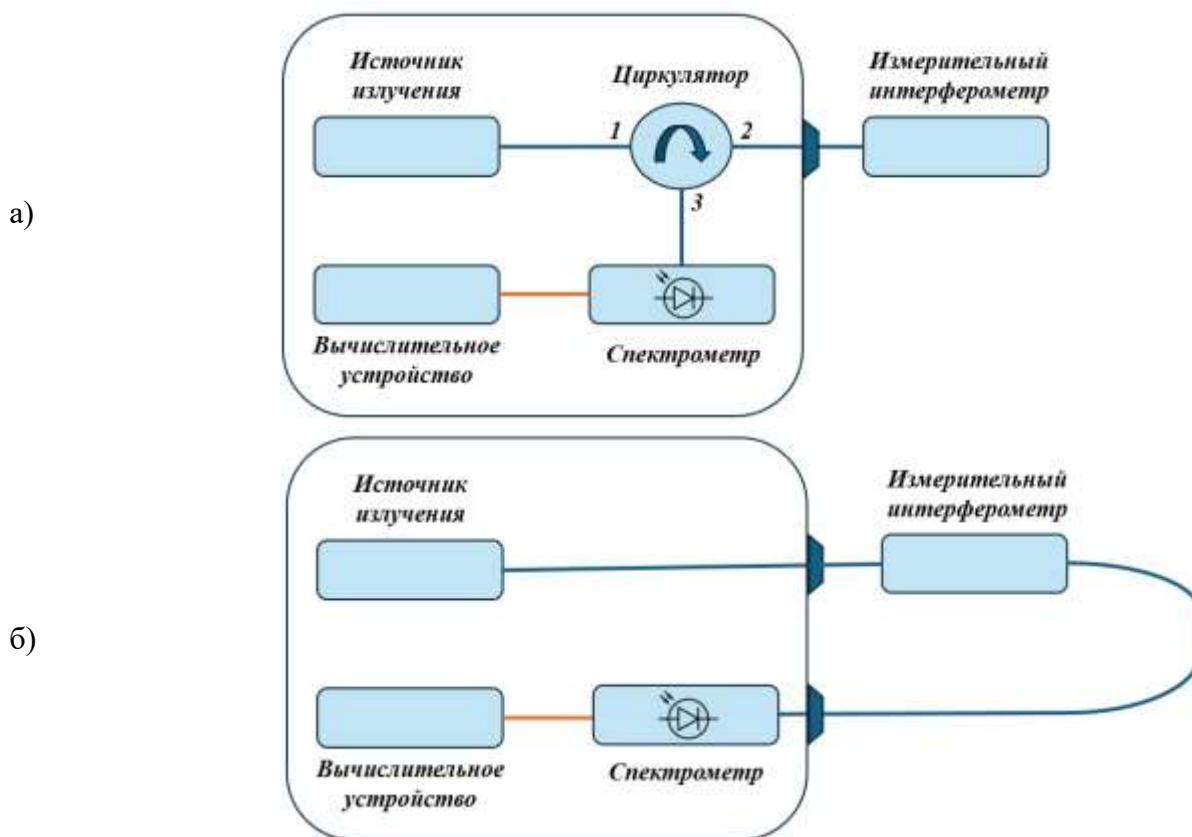 а)
Источник
излучения
Циркулятор
Измерительный
интерферометр
1
2
3
Вычислительное
устройство
Спектрометр
б)
Источник
излучения
Измерительный
интерферометр
Вычислительное
устройство
Спектрометр